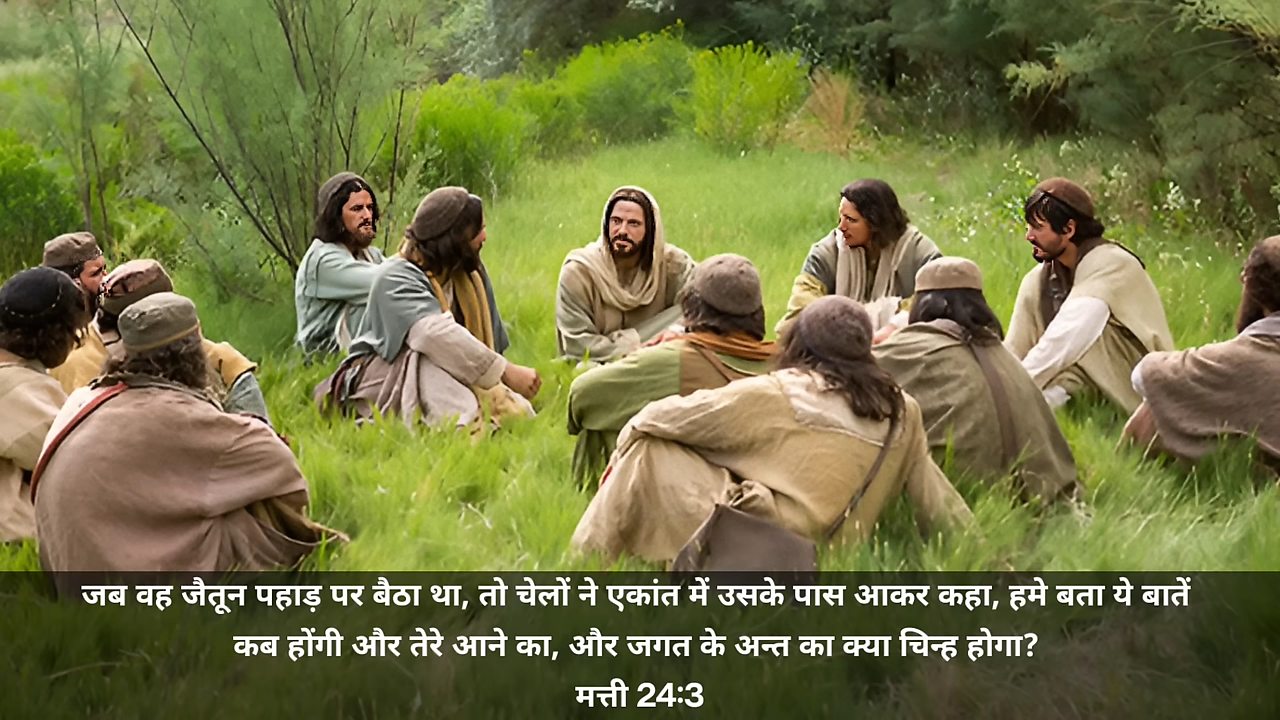 जब वह जैतून पहाड़ पर बैठा था, तो चेलों ने एकांत में उसके पास आकर कहा, हमे बता ये बातें
कब होंगी और तेरे आने का, और जगत के अन्त का क्या चिन्ह होगा?
मत्ती 24:3